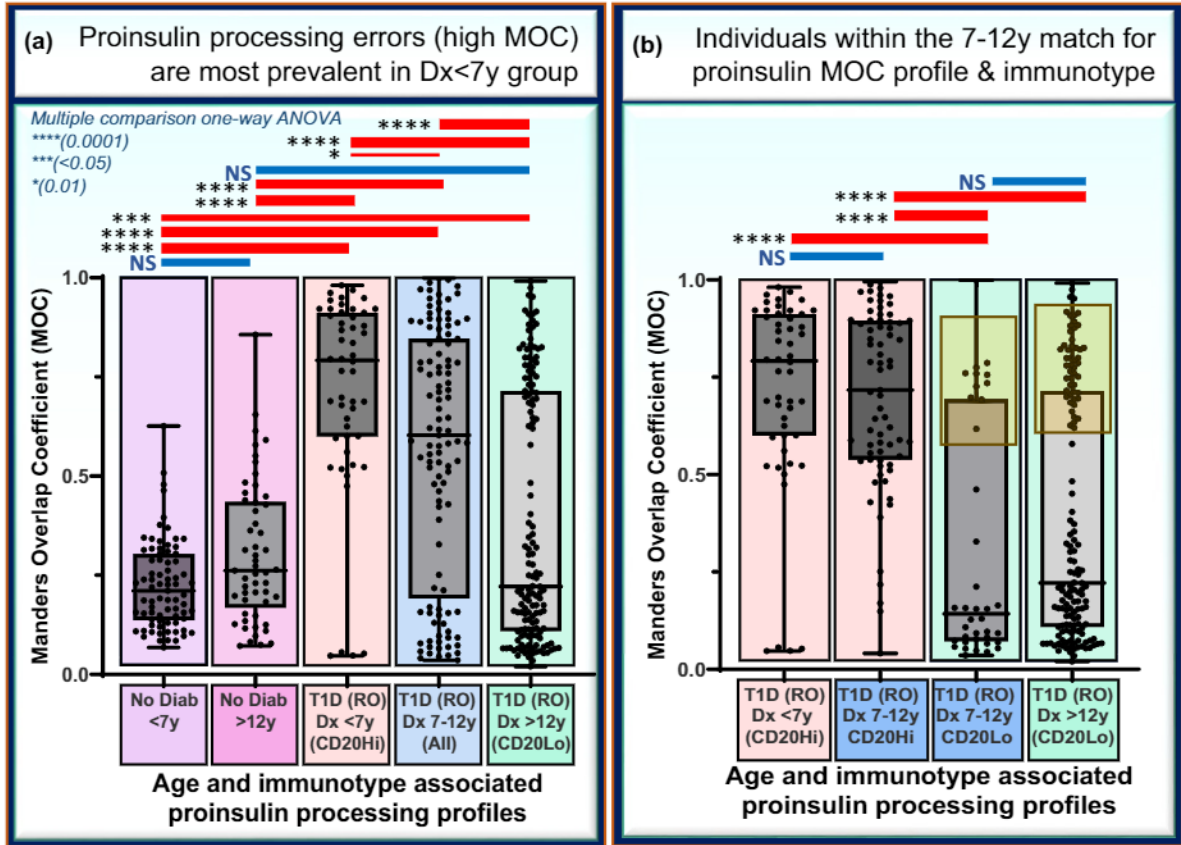 (a) Proinsulin processing errors (high MOC)
are most prevalent in Dx<7y group
Multiple comparison one-way ANOVA
****(0.0001)
***(<0.05)
*(0.01)
****
****
*
NS
****
****
***
****
****
NS
Manders Overlap Coefficient (MOC)
1.0
0.5
0.0
No Diab
<7y
No Diab
>12y
T1D (RO)
Dx <7y
(CD20Hi)
T1D (RO)
Dx 7-12y
(All)
T1D (RO)
Dx >12y
(CD20Lo)
Age and immunotype associated
proinsulin processing profiles
(b) Individuals within the 7-12y match for
proinsulin MOC profile & immunotype
NS
****
****
****
NS
Manders Overlap Coefficient (MOC)
1.0
0.5
0.0
T1D (RO)
Dx <7y
(CD20Hi)
T1D (RO)
Dx 7-12y
CD20Hi
T1D (RO)
Dx 7-12y
CD20Lo
T1D (RO)
Dx >12y
(CD20Lo)
Age and immunotype associated
proinsulin processing profiles